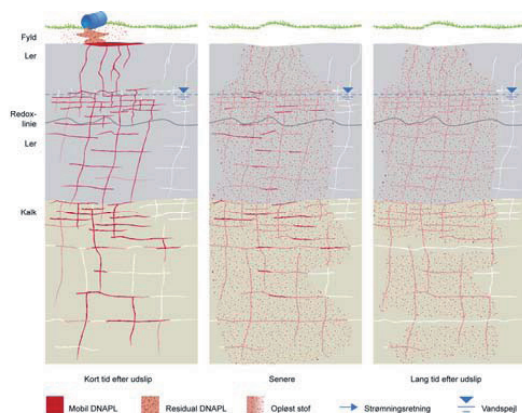 Fyld
Ler
Redox-
linie
Ler
Kalk
Kort tid efter udslip
Senere
Lang tid efter udslip
Mobil DNAPL
Residual DNAPL
Opløst stof
Strømningsretning
Vandspejl